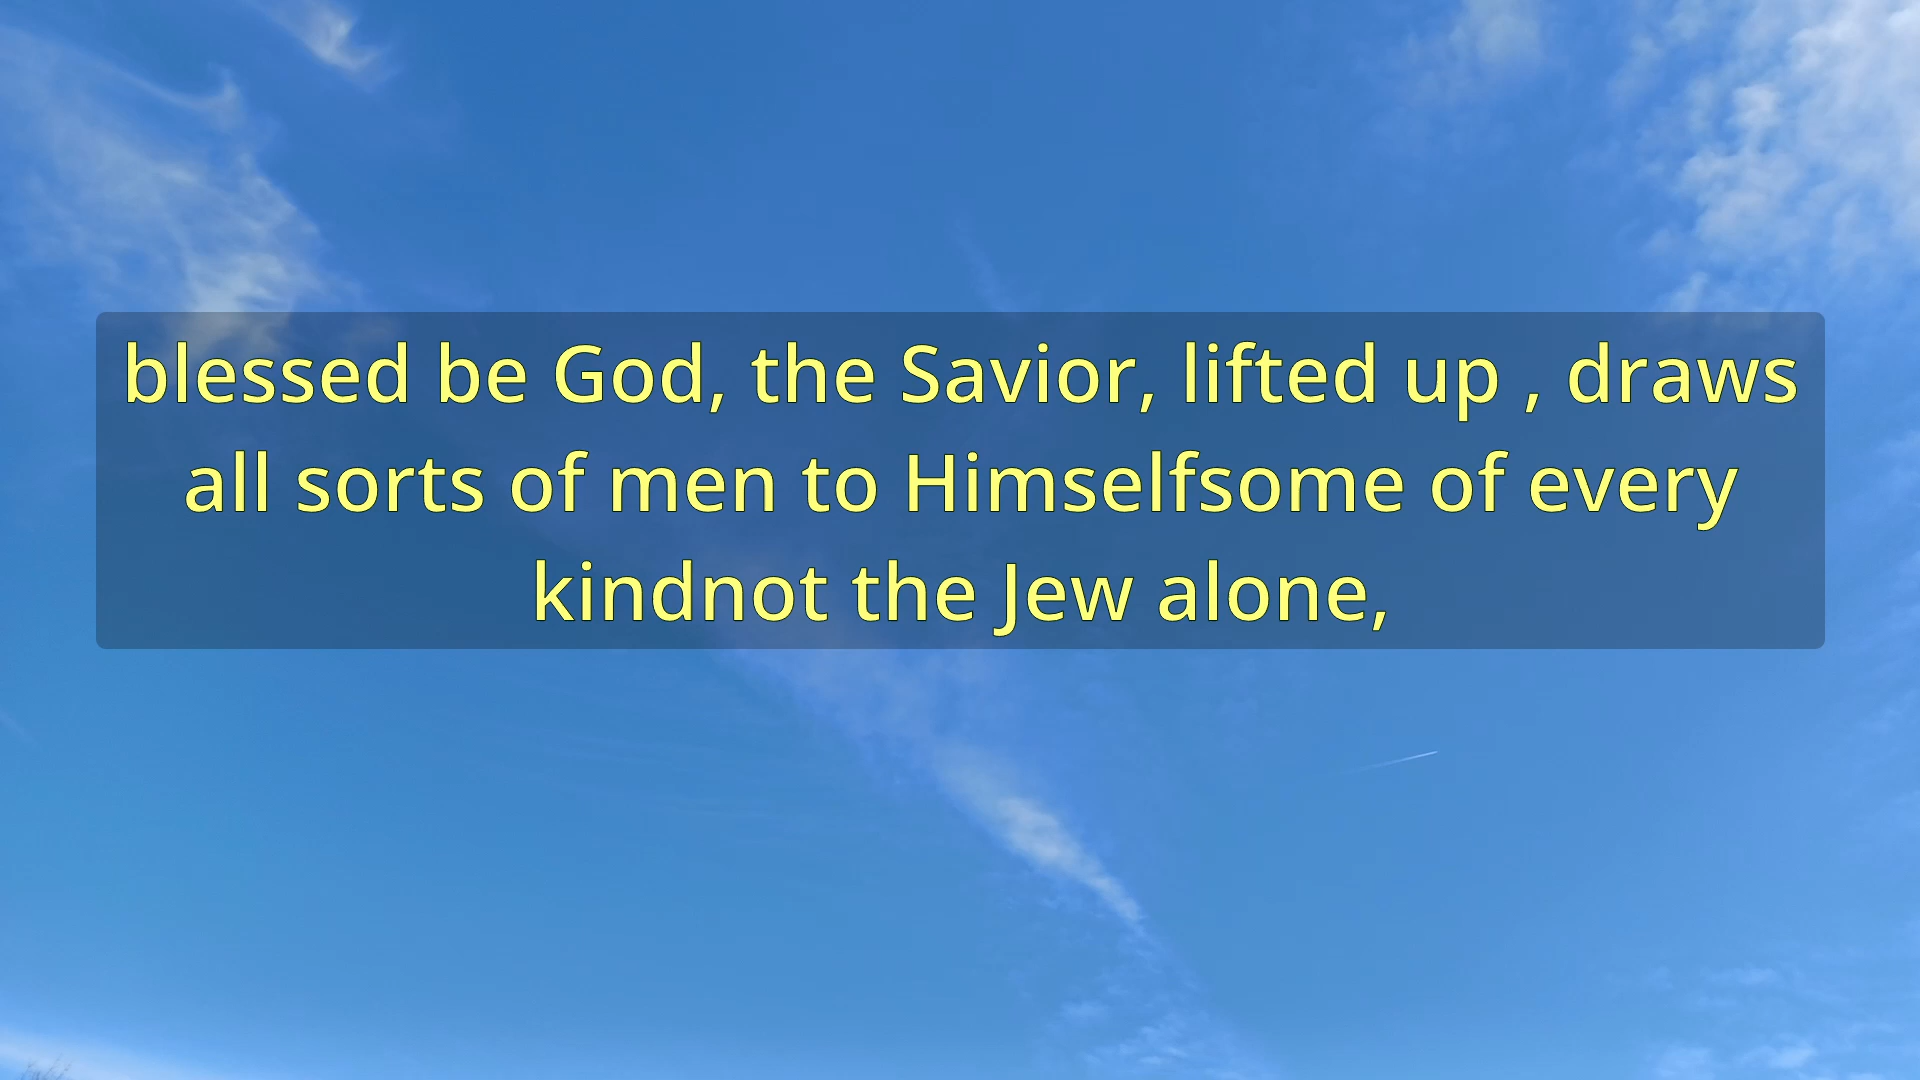 blessed be God, the Savior, lifted up , draws
all sorts of men to Himselfsome of every
kindnot the Jew alone,